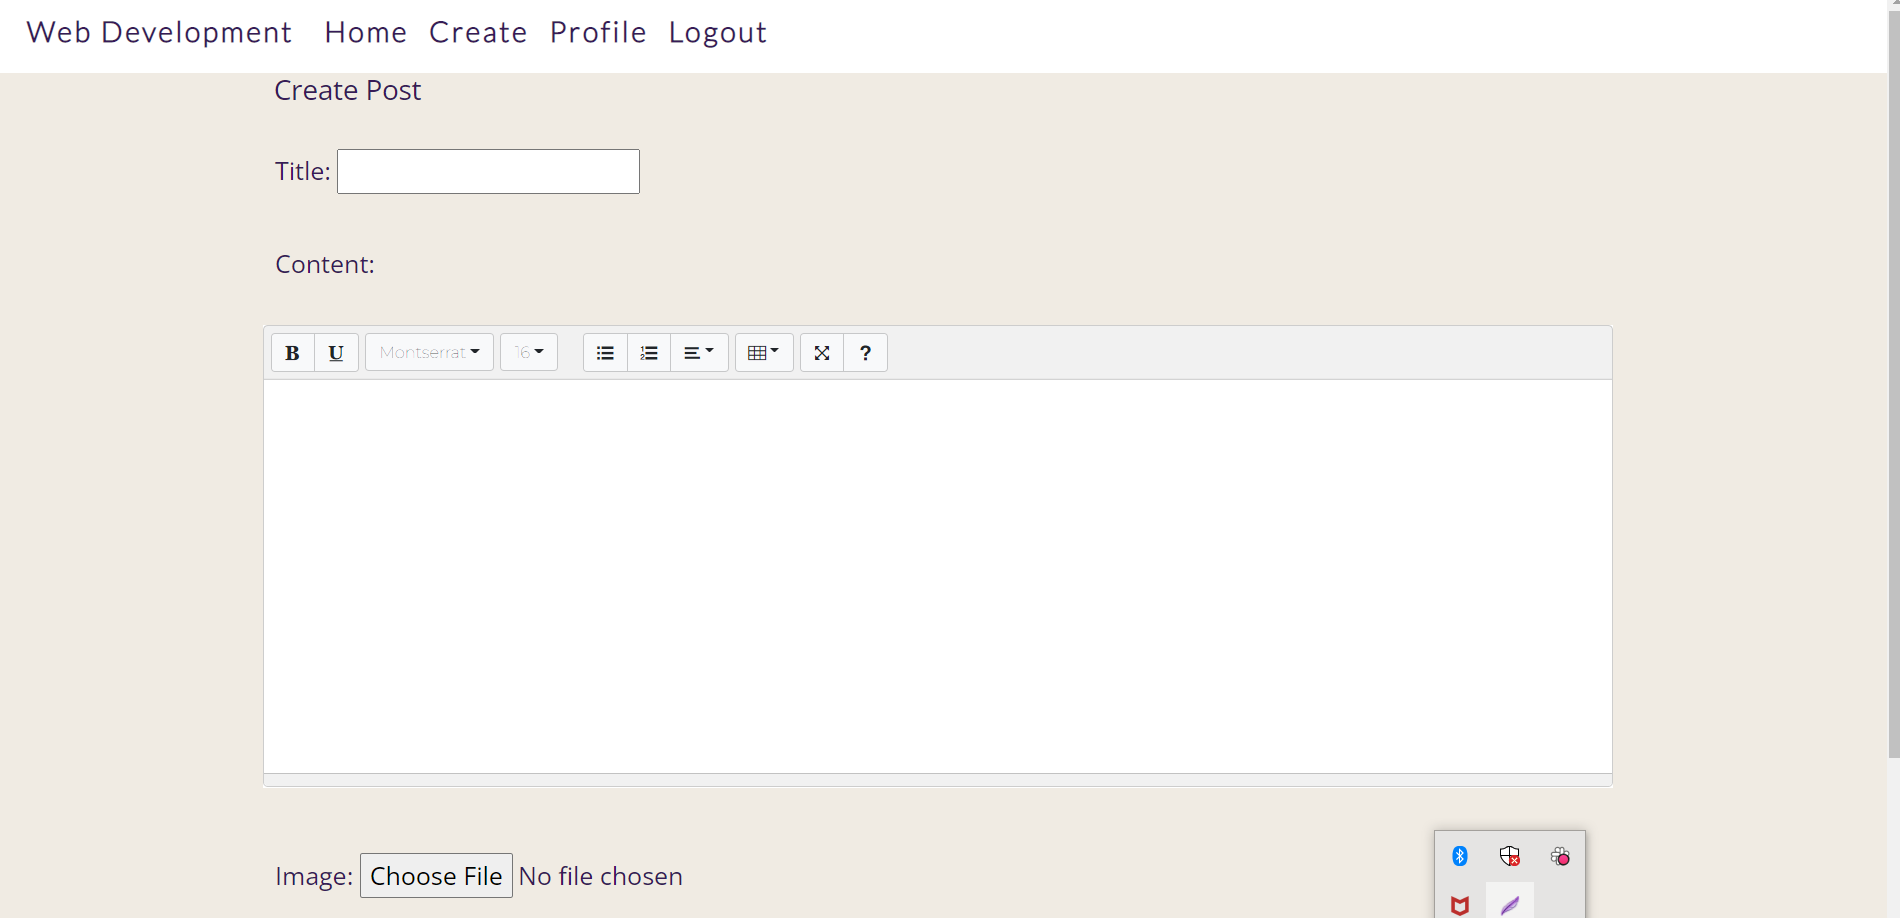 Web Development Home Create Profile Logout
Create Post
Title:
Content:
B U Montserrat 16 ?
Image: Choose File No file chosen